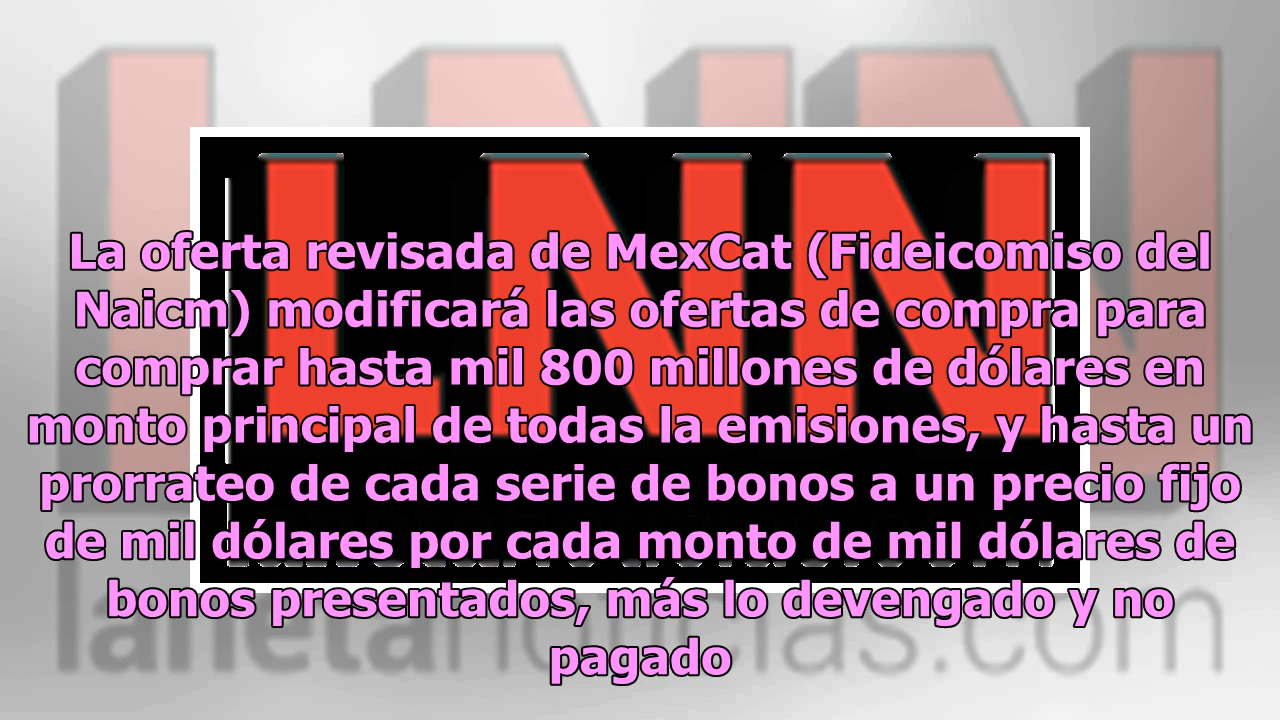 LNN
La oferta revisada de MexCat (Fideicomiso del
Naicm) modificará las ofertas de compra para
comprar hasta mil 800 millones de dólares en
monto principal de todas la emisiones, y hasta un
prorrateo de cada serie de bonos a un precio fijo
de mil dólares por cada monto de mil dólares de
bonos presentados, más lo devengado y no
pagado
lanetanoticias.com